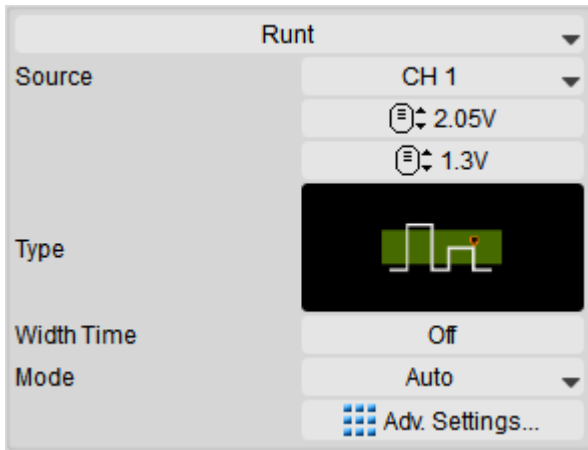 Runt
Source CH 1
2.05V
1.3V
Type
Width Time Off
Mode Auto
Adv. Settings...